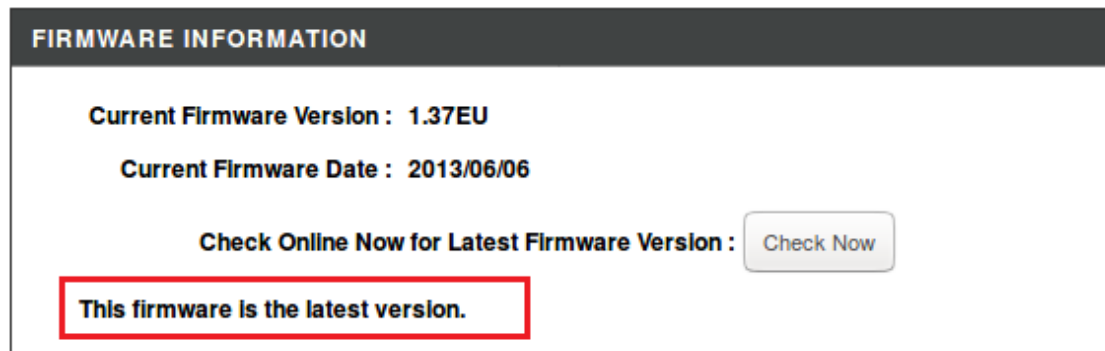 FIRMWARE INFORMATION
Current Firmware Version : 1.37EU
Current Firmware Date : 2013/06/06
Check Online Now for Latest Firmware Version : Check Now
This firmware is the latest version.